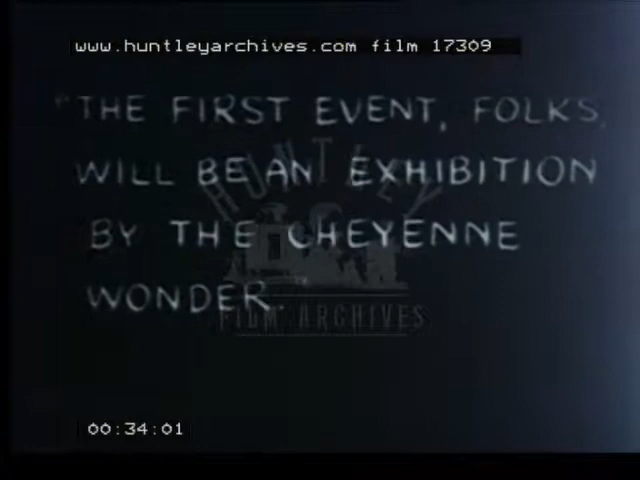 www.huntleyarchives.com film 17309
"THE FIRST EVENT, FOLKS,
WILL BE AN EXHIBITION
BY THE CHEYENNE
WONDER."
HUNTLEY
FILM ARCHIVES
00:34:01